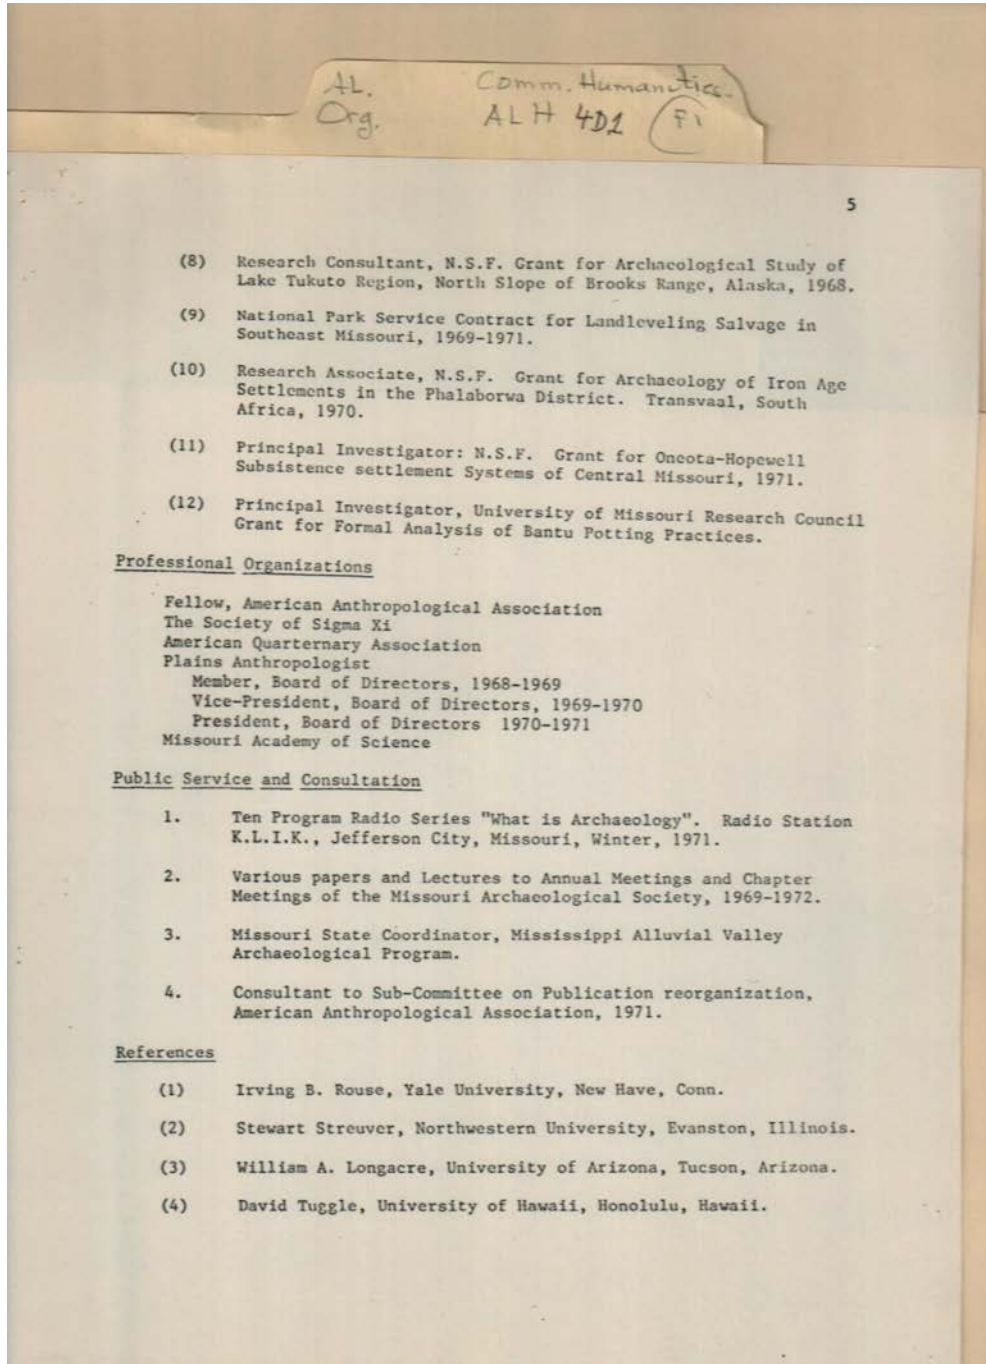 AL. Comm. Humanities.
Org. ALH 4D1 F1
5
(8) Research Consultant, N.S.F. Grant for Archaeological Study of
Lake Tukuto Region, North Slope of Brooks Range, Alaska, 1968.
(9) National Park Service Contract for Landleveling Salvage in
Southeast Missouri, 1969-1971.
(10) Research Associate, N.S.F. Grant for Archaeology of Iron Age
Settlements in the Phalaborwa District. Transvaal, South
Africa, 1970.
(11) Principal Investigator: N.S.F. Grant for Oneota-Hopewell
Subsistence settlement Systems of Central Missouri, 1971.
(12) Principal Investigator, University of Missouri Research Council
Grant for Formal Analysis of Bantu Potting Practices.
Professional Organizations
Fellow, American Anthropological Association
The Society of Sigma Xi
American Quarternary Association
Plains Anthropologist
Member, Board of Directors, 1968-1969
Vice-President, Board of Directors, 1969-1970
President, Board of Directors 1970-1971
Missouri Academy of Science
Public Service and Consultation
1. Ten Program Radio Series "What is Archaeology". Radio Station
K.L.I.K., Jefferson City, Missouri, Winter, 1971.
2. Various papers and Lectures to Annual Meetings and Chapter
Meetings of the Missouri Archaeological Society, 1969-1972.
3. Missouri State Coordinator, Mississippi Alluvial Valley
Archaeological Program.
4. Consultant to Sub-Committee on Publication reorganization,
American Anthropological Association, 1971.
References
(1) Irving B. Rouse, Yale University, New Have, Conn.
(2) Stewart Streuver, Northwestern University, Evanston, Illinois.
(3) William A. Longacre, University of Arizona, Tucson, Arizona.
(4) David Tuggle, University of Hawaii, Honolulu, Hawaii.